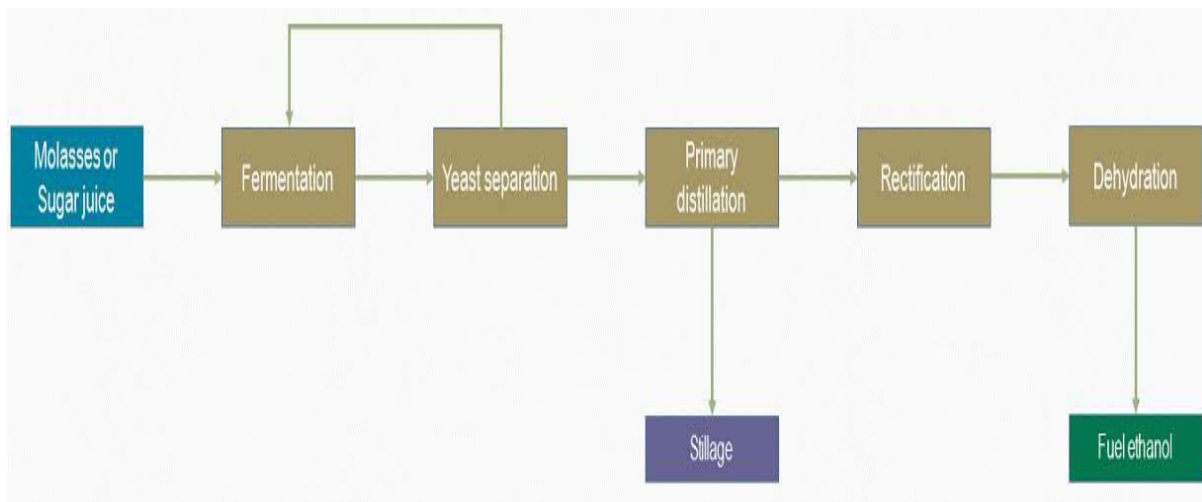 Molasses or
Sugar juice
Fermentation
Yeast separation
Primary
distillation
Rectification
Dehydration
Stillage
Fuel ethanol